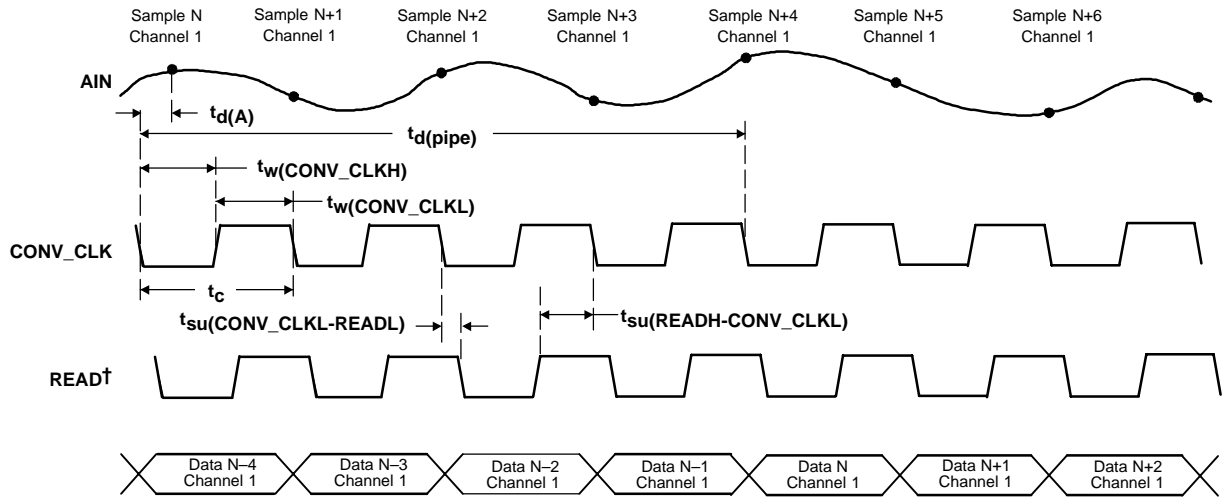 Sample N
Channel 1
Sample N+1
Channel 1
Sample N+2
Channel 1
Sample N+3
Channel 1
Sample N+4
Channel 1
Sample N+5
Channel 1
Sample N+6
Channel 1
AIN
td(A)
td(pipe)
tw(CONV_CLKH)
tw(CONV_CLKL)
CONV_CLK
tc
tsu(CONV_CLKL-READL)
tsu(READH-CONV_CLKL)
READ†
Data N–4
Channel 1
Data N–3
Channel 1
Data N–2
Channel 1
Data N–1
Channel 1
Data N
Channel 1
Data N+1
Channel 1
Data N+2
Channel 1